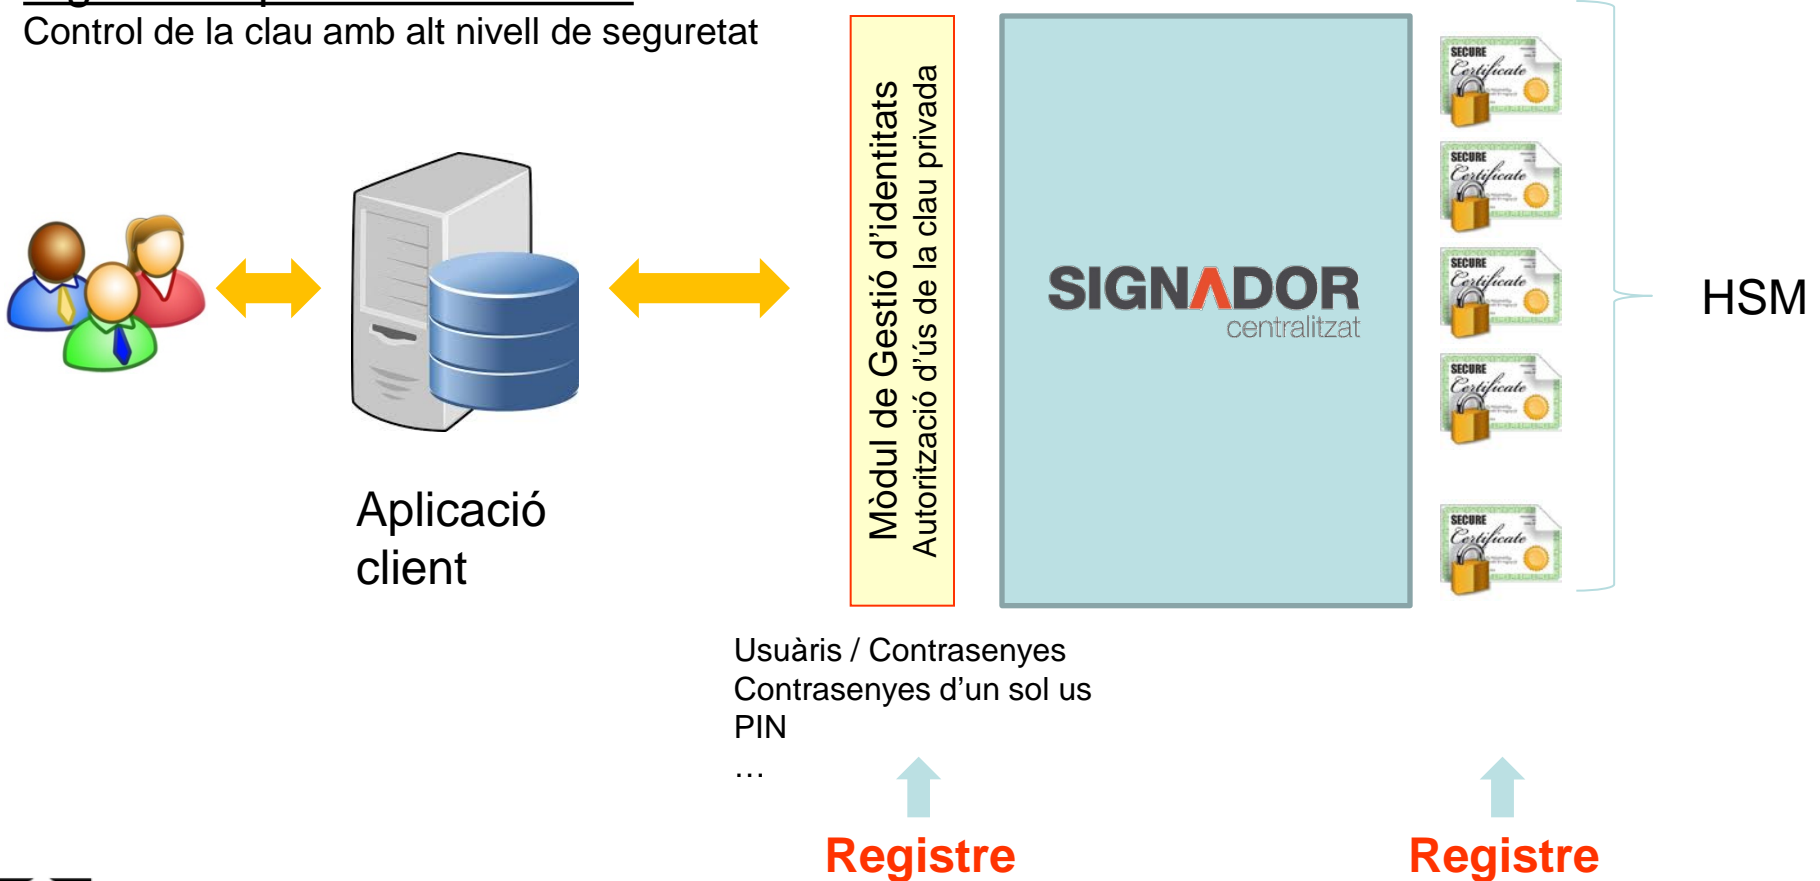 Control de la clau amb alt nivell de seguretat
SECURE
Certificate
SECURE
Certificate
SECURE
Certificate
SECURE
Certificate
SECURE
Certificate
Mòdul de Gestió d'identitats
Autorització d'ús de la clau privada
SIGNADOR
centralitzat
HSM
Aplicació
client
Usuàris / Contrasenyes
Contrasenyes d'un sol us
PIN
…
Registre
Registre